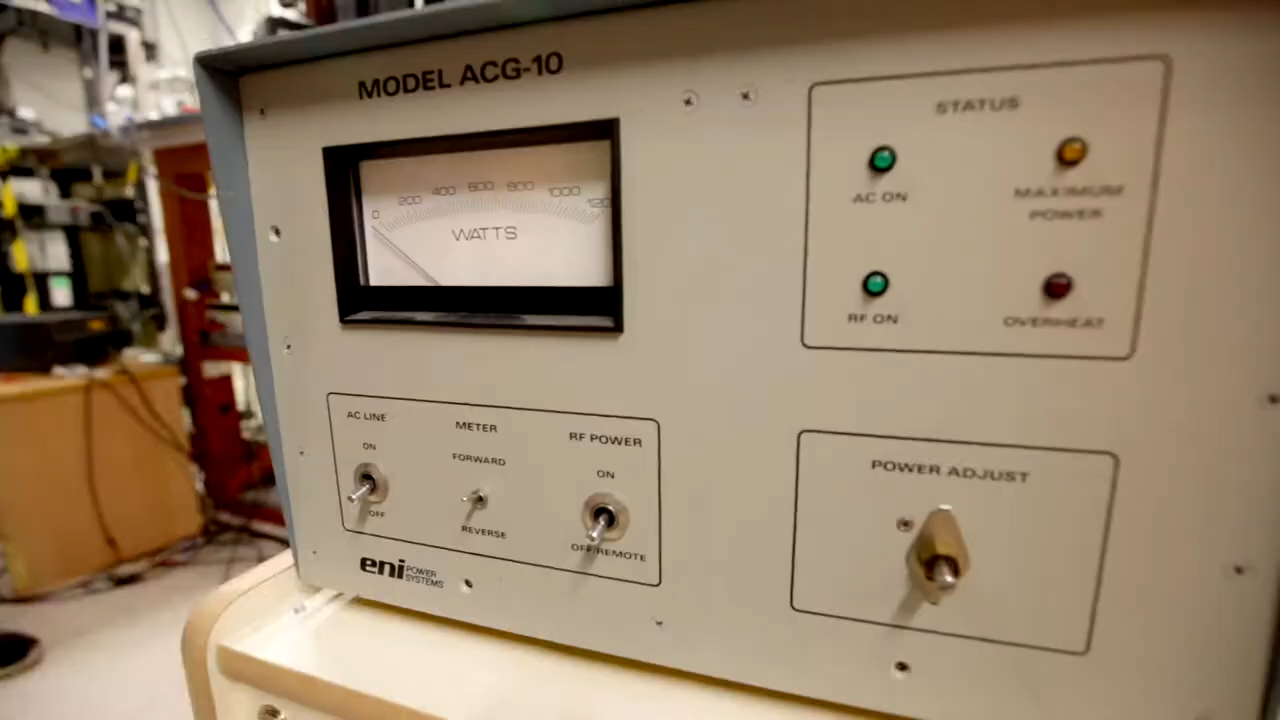 MODEL ACG-10
0 200 400 600 800 1000 120
WATTS
STATUS
AC ON
MAXIMUM
POWER
RF ON
OVERHEAT
AC LINE
ON
OFF
METER
FORWARD
REVERSE
RF POWER
ON
OFF/REMOTE
POWER ADJUST
eni POWER
SYSTEMS